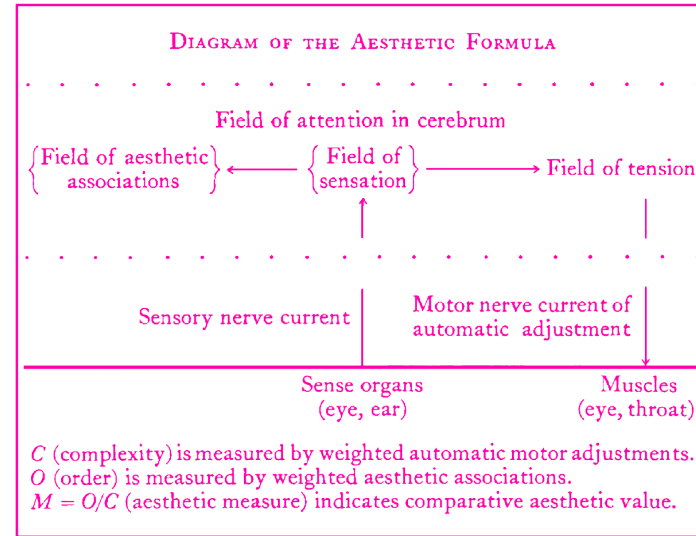 DIAGRAM OF THE AESTHETIC FORMULA
Field of attention in cerebrum
Field of aesthetic associations
Field of sensation
Field of tension
Sensory nerve current
Motor nerve current of
automatic adjustment
Sense organs
(eye, ear)
Muscles
(eye, throat)
C (complexity) is measured by weighted automatic motor adjustments.
O (order) is measured by weighted aesthetic associations.
M = O/C (aesthetic measure) indicates comparative aesthetic value.